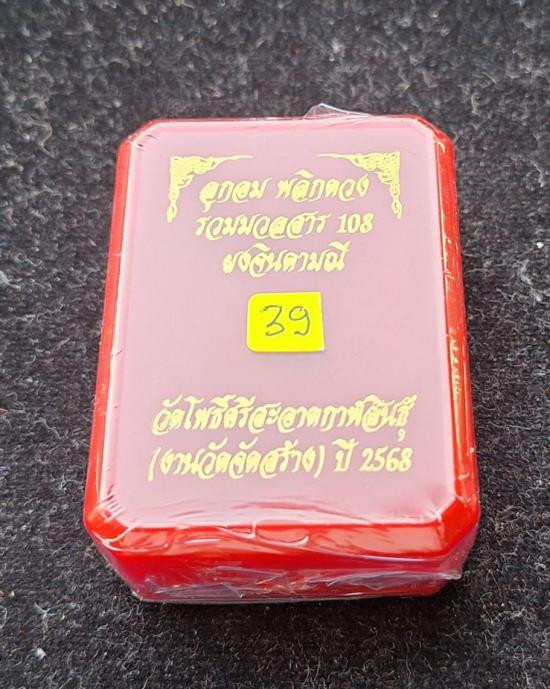 ลูกอม พลิกดวง
รวมมวลสาร 108
ผงจินดามณี
39
วัดโพธิ์ศรีสะอาดกาฬสินธุ์
(งานวัดจัดสร้าง) ปี 2568